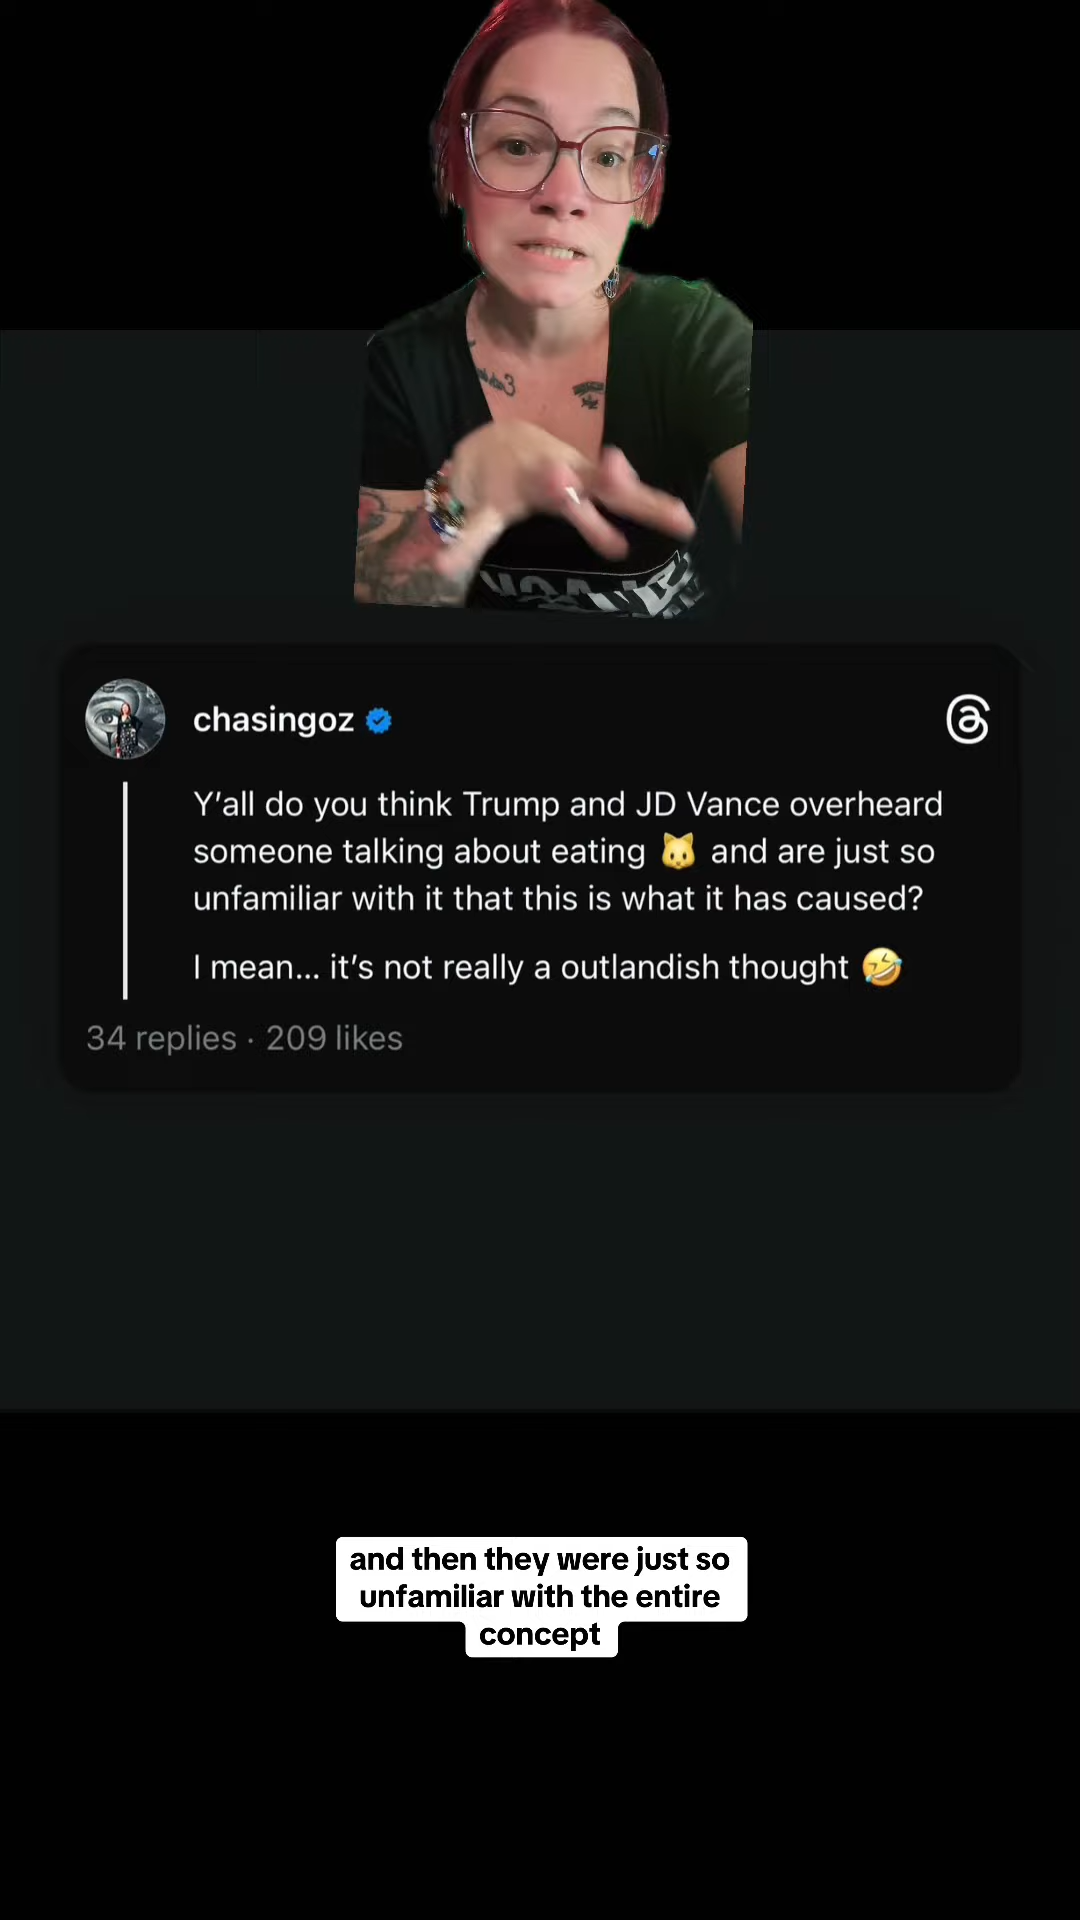 chasingoz
Y'all do you think Trump and JD Vance overheard
someone talking about eating 🐱 and are just so
unfamiliar with it that this is what it has caused?
I mean... it's not really a outlandish thought 🤣
34 replies · 209 likes
and then they were just so
unfamiliar with the entire
concept